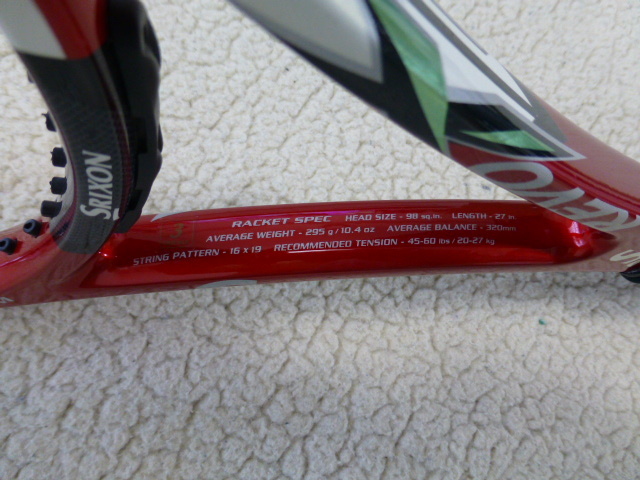 SRIXON
RACKET SPEC HEAD SIZE - 98 sq.in. LENGTH - 27 in.
AVERAGE WEIGHT - 295 g / 10.4 oz AVERAGE BALANCE - 320mm
STRING PATTERN - 16 x 19 RECOMMENDED TENSION - 45-60 lbs / 20-27 kg